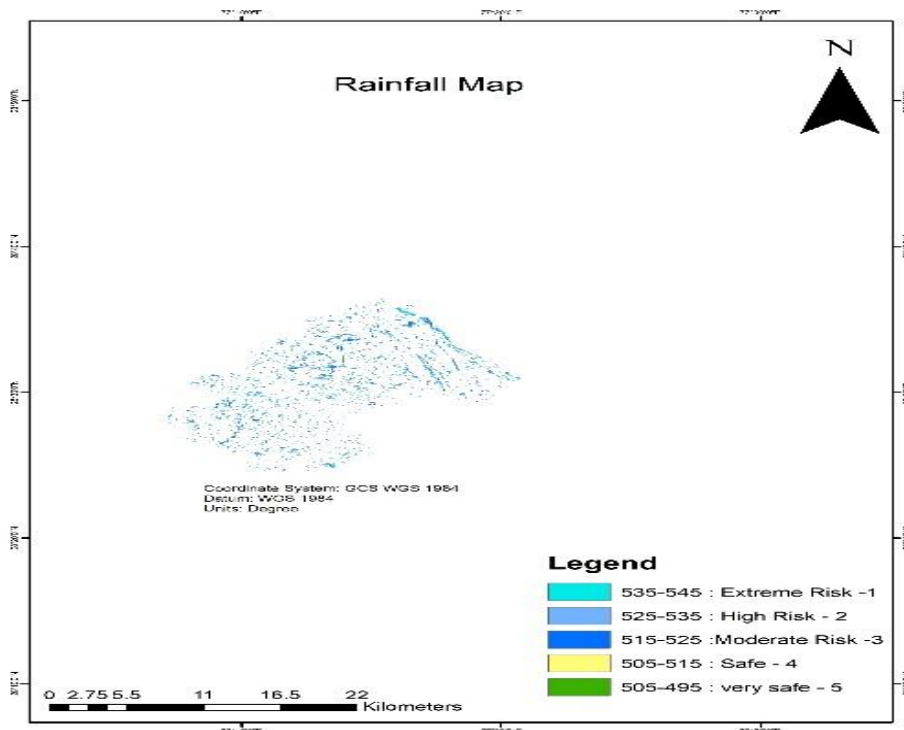 N
Rainfall Map
Coordinate System: GCS WGS 1984
Datum: WGS 1984
Units: Degree
Legend
535-545 : Extreme Risk -1
525-535 : High Risk - 2
515-525 :Moderate Risk -3
505-515 : Safe - 4
505-495 : very safe - 5
0 2.75 5.5 11 16.5 22
Kilometers